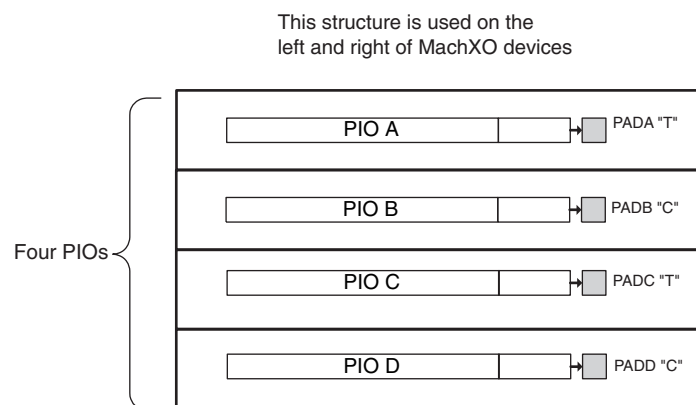 This structure is used on the
left and right of MachXO devices
PIO A
PADA "T"
PIO B
PADB "C"
Four PIOs
PIO C
PADC "T"
PIO D
PADD "C"